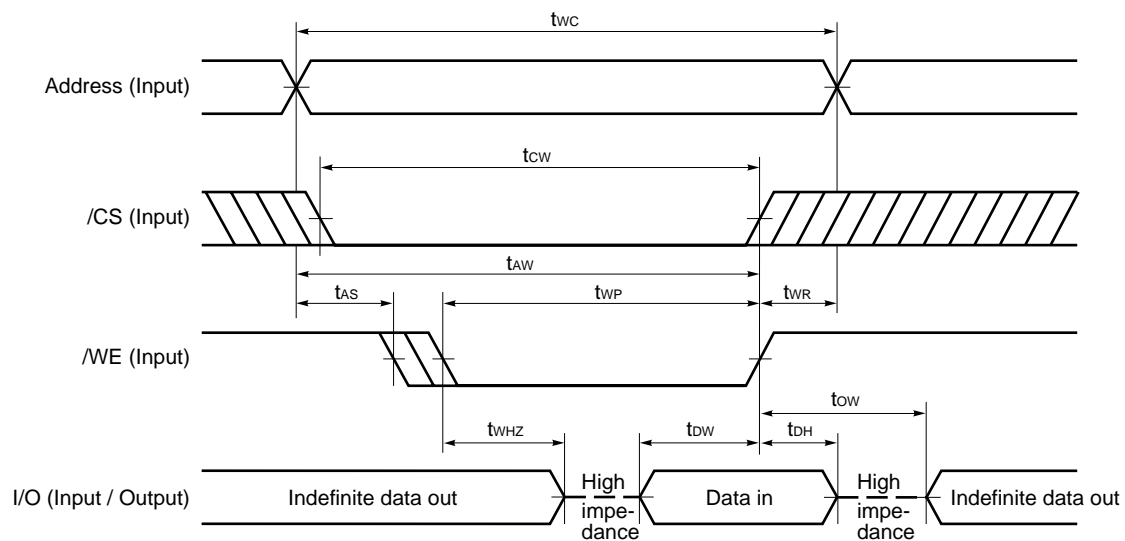 tWC
Address (Input)
tCW
/CS (Input)
tAW
tAS
tWP
tWR
/WE (Input)
tOW
tWHZ
tDW
tDH
I/O (Input / Output)
Indefinite data out
High
impe-
dance
Data in
High
impe-
dance
Indefinite data out